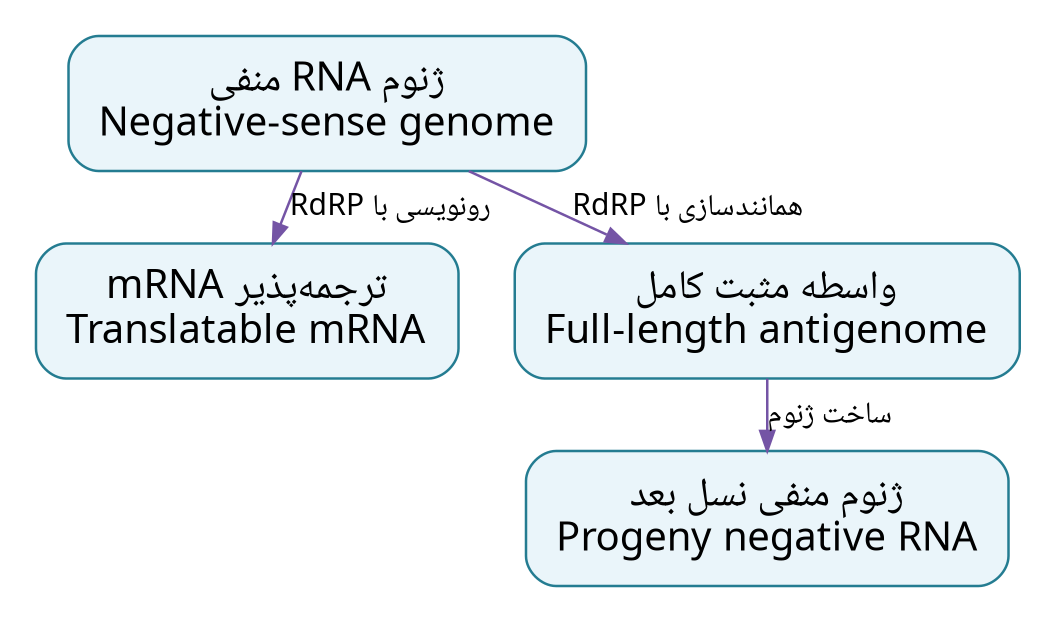 ژنوم RNA منفی
Negative-sense genome
رونویسی با RdRP
همانندسازی با RdRP
mRNA ترجمه‌پذیر
Translatable mRNA
واسطه مثبت کامل
Full-length antigenome
ساخت ژنوم
ژنوم منفی نسل بعد
Progeny negative RNA